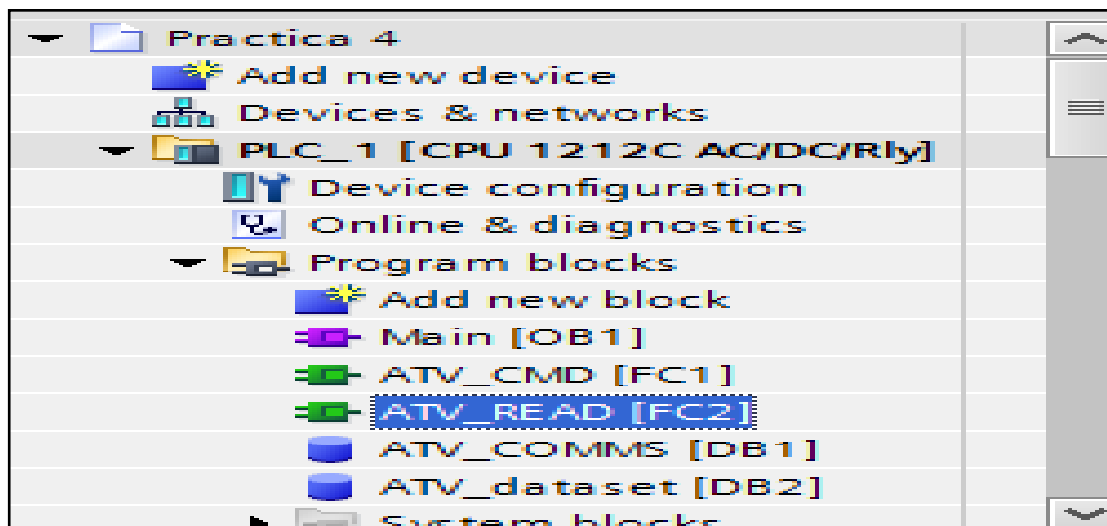 Practica 4
Add new device
Devices & networks
PLC_1 [CPU 1212C AC/DC/Rly]
Device configuration
Online & diagnostics
Program blocks
Add new block
Main [OB1]
ATV_CMD [FC1]
ATV_READ [FC2]
ATV_COMMS [DB1]
ATV_dataset [DB2]
System blocks